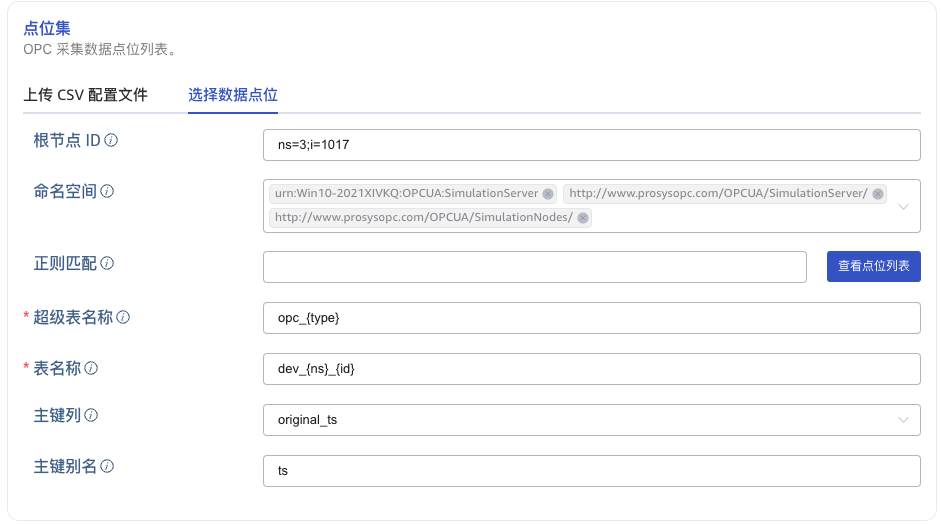 点位集
OPC 采集数据点位列表。
上传 CSV 配置文件 选择数据点位
根节点 ID ns=3;i=1017
命名空间 urn:Win10-2021XIVKQ:OPCUA:SimulationServer http://www.prosysopc.com/OPCUA/SimulationServer/
http://www.prosysopc.com/OPCUA/SimulationNodes/
正则匹配 查看点位列表
* 超级表名称 opc_{type}
* 表名称 dev_{ns}_{id}
主键列 original_ts
主键别名 ts